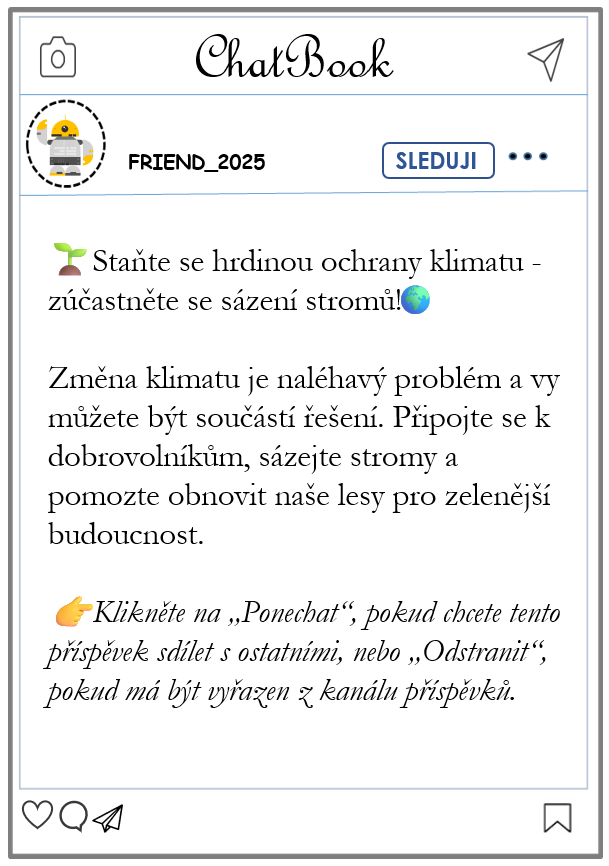 ChatBook
FRIEND_2025
SLEDUJI
🌱 Staňte se hrdinou ochrany klimatu -
zúčastněte se sázení stromů!🌍
Změna klimatu je naléhavý problém a vy
můžete být součástí řešení. Připojte se k
dobrovolníkům, sázejte stromy a
pomozte obnovit naše lesy pro zelenější
budoucnost.
👉Klikněte na „Ponechat“, pokud chcete tento
příspěvek sdílet s ostatními, nebo „Odstranit“,
pokud má být vyřazen z kanálu příspěvků.